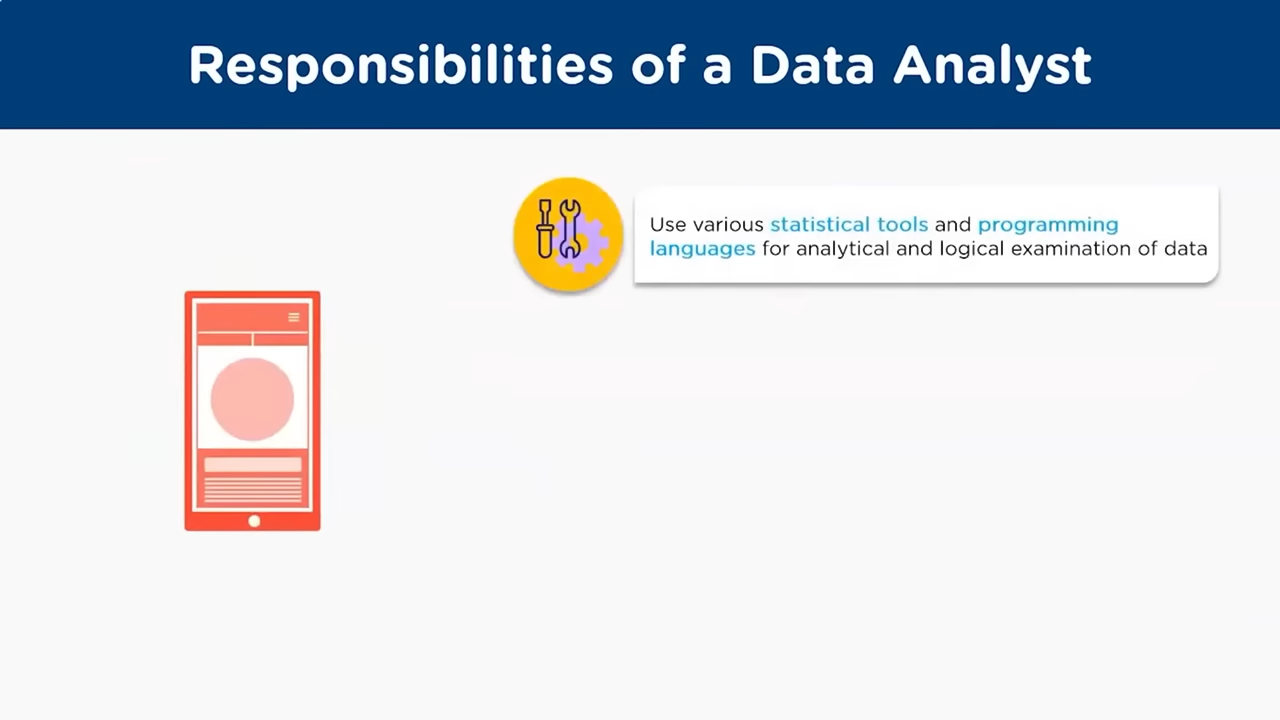 Responsibilities of a Data Analyst
Use various statistical tools and programming
languages for analytical and logical examination of data